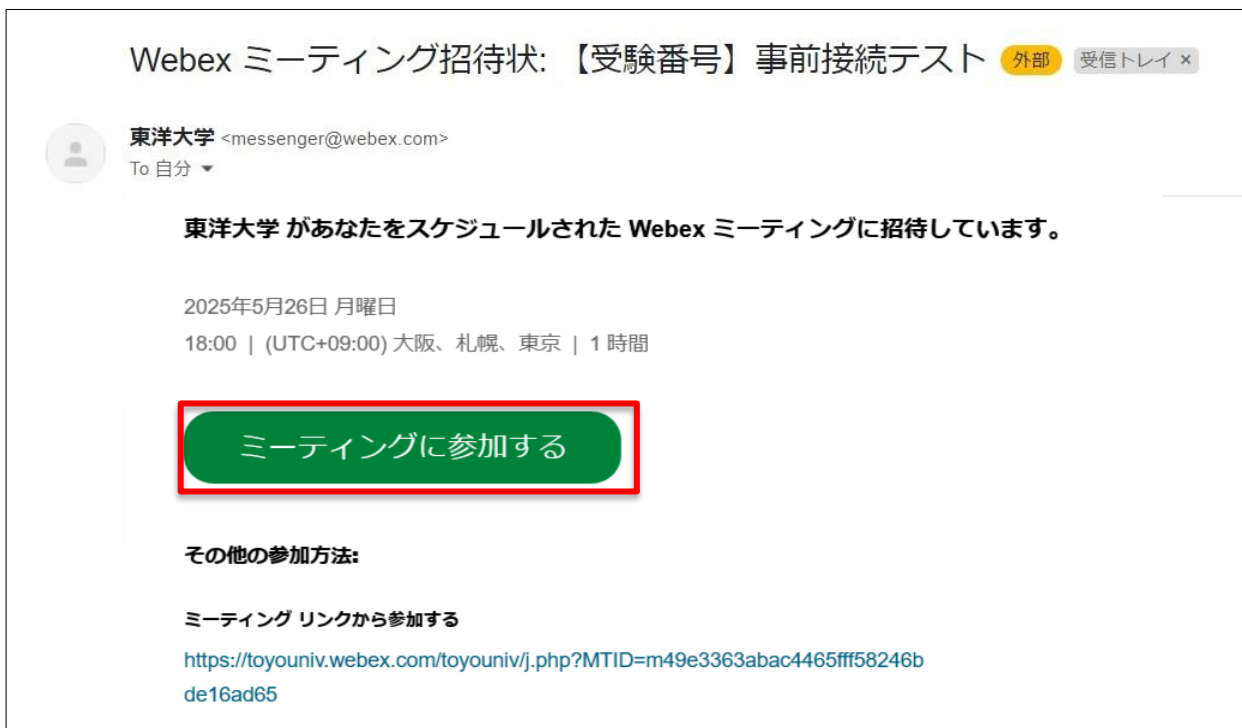 Webex ミーティング招待状: 【受験番号】事前接続テスト 外部 受信トレイ ×
東洋大学 <messenger@webex.com>
To 自分
東洋大学 があなたをスケジュールされた Webex ミーティングに招待しています。
2025年5月26日 月曜日
18:00 | (UTC+09:00) 大阪、札幌、東京 | 1 時間
ミーティングに参加する
その他の参加方法:
ミーティング リンクから参加する
https://toyouniv.webex.com/toyouniv/j.php?MTID=m49e3363abac4465fff58246b
de16ad65